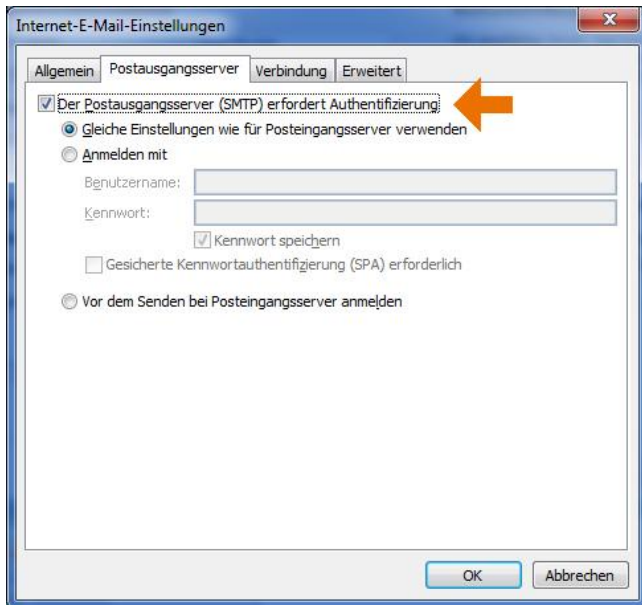 Internet-E-Mail-Einstellungen
Allgemein Postausgangsserver Verbindung Erweitert
Der Postausgangsserver (SMTP) erfordert Authentifizierung
Gleiche Einstellungen wie für Posteingangsserver verwenden
Anmelden mit
Benutzername:
Kennwort:
Kennwort speichern
Gesicherte Kennwortauthentifizierung (SPA) erforderlich
Vor dem Senden bei Posteingangsserver anmelden
OK Abbrechen